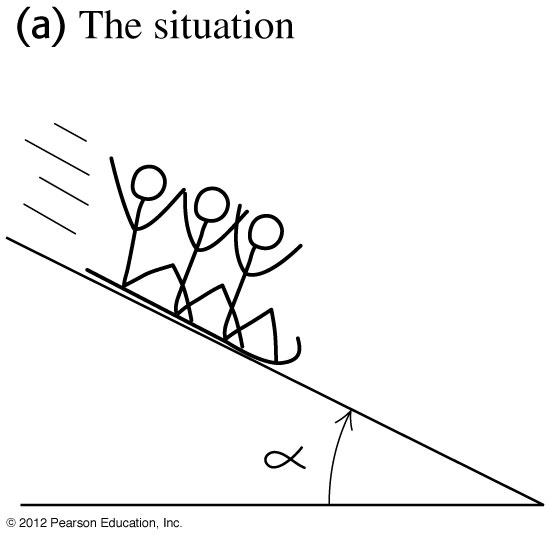 (a) The situation
α
© 2012 Pearson Education, Inc.